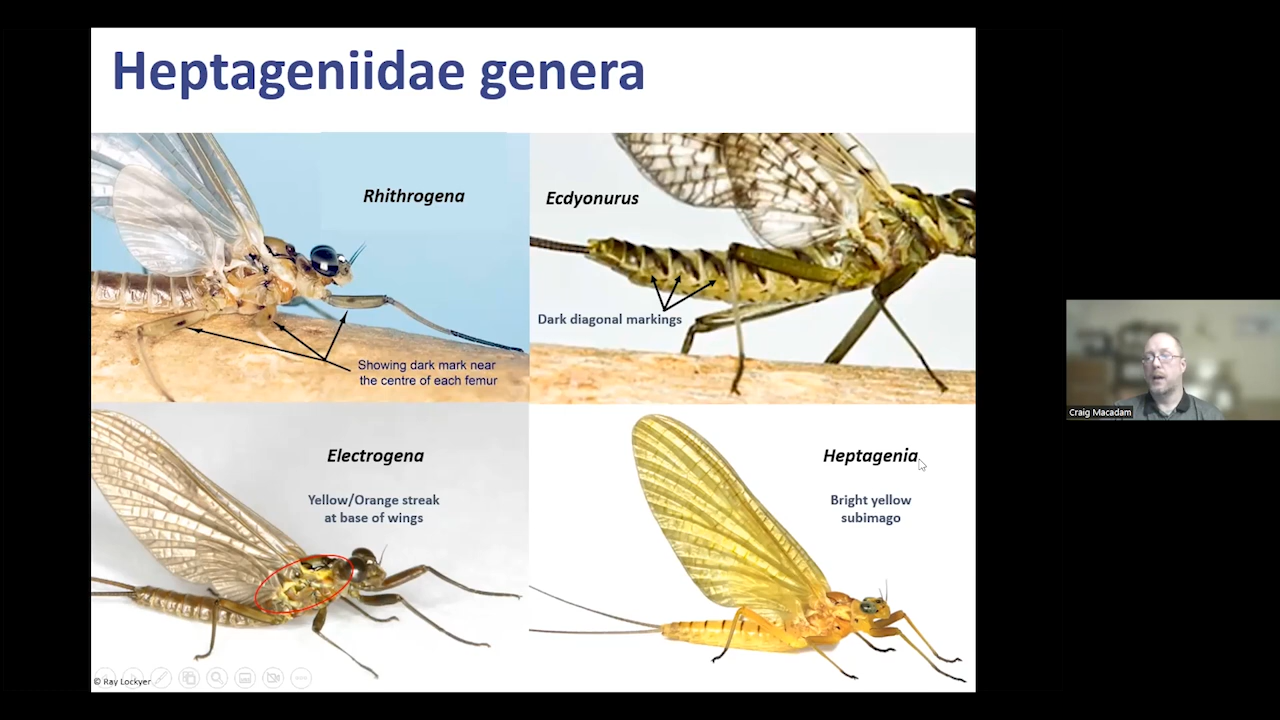 Heptageniidae genera
Rhithrogena
Showing dark mark near
the centre of each femur
Ecdyonurus
Dark diagonal markings
Electrogena
Yellow/Orange streak
at base of wings
Heptagenia
Bright yellow
subimago
© Ray Lockyer
Craig Macadam